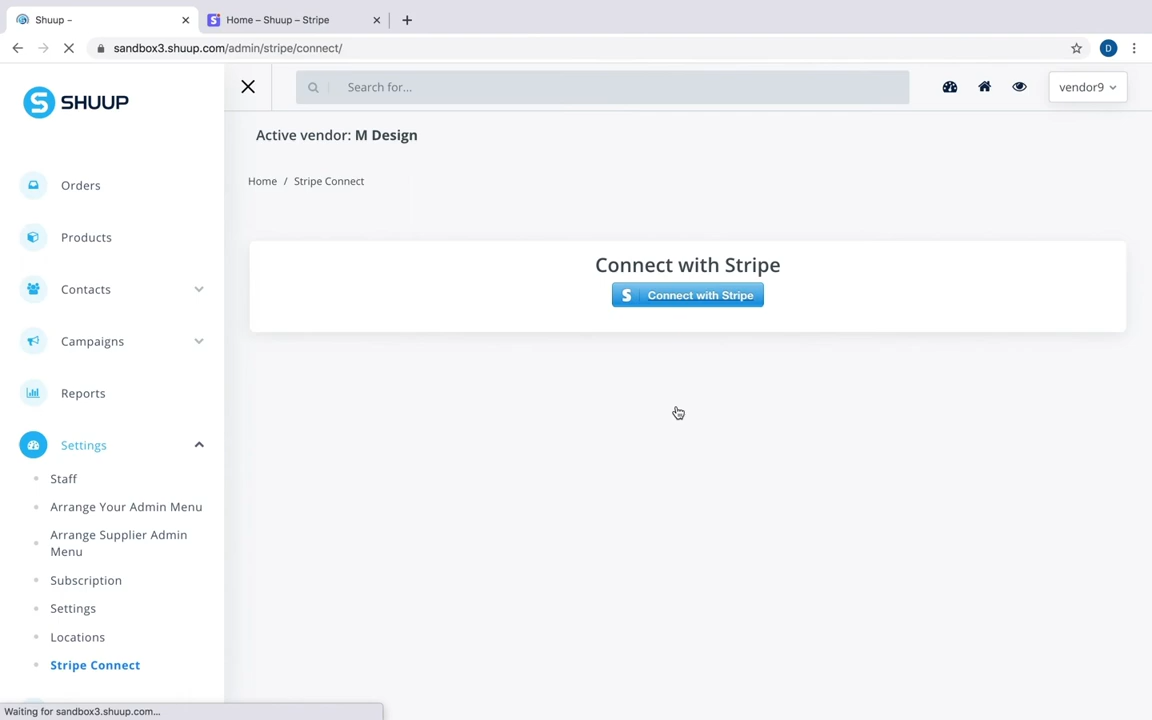 Shuup –
Home – Shuup – Stripe
sandbox3.shuup.com/admin/stripe/connect/
D
SHUUP
Search for...
vendor9
Active vendor: M Design
Home / Stripe Connect
Orders
Products
Contacts
Campaigns
Reports
Settings
Staff
Arrange Your Admin Menu
Arrange Supplier Admin
Menu
Subscription
Settings
Locations
Stripe Connect
Connect with Stripe
S Connect with Stripe
Waiting for sandbox3.shuup.com...